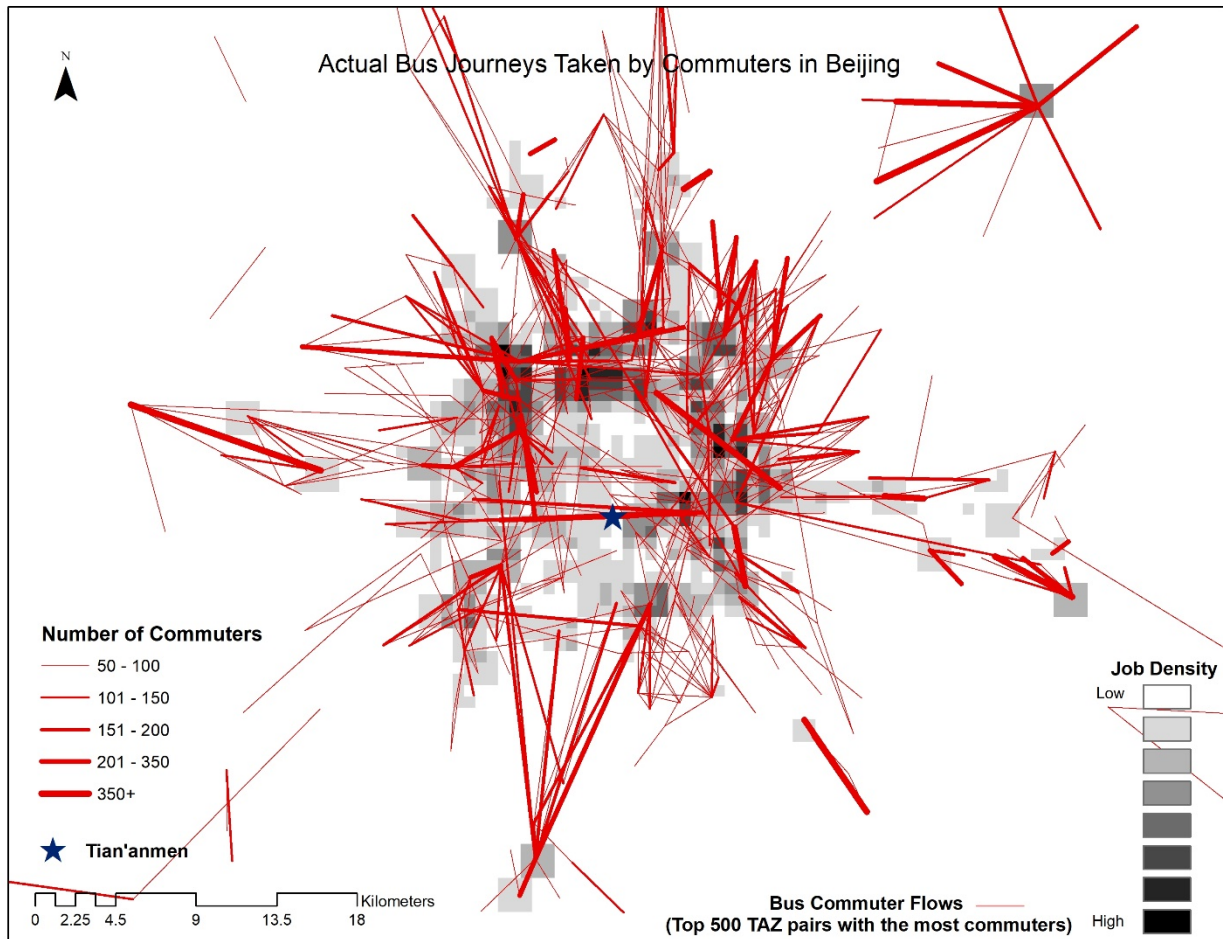 Actual Bus Journeys Taken by Commuters in Beijing
N
Number of Commuters
50 - 100
101 - 150
151 - 200
201 - 350
350+
Tian'anmen
Kilometers
0 2.25 4.5 9 13.5 18
Bus Commuter Flows
(Top 500 TAZ pairs with the most commuters)
Job Density
Low
High